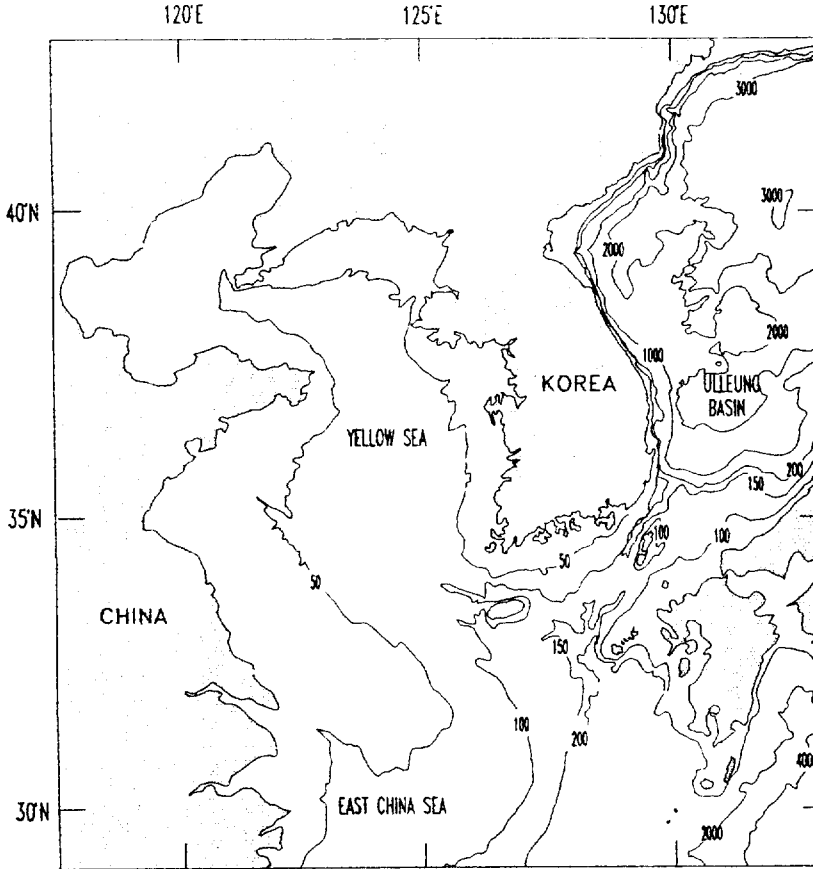 120°E 125°E 130°E
3000
40°N
3000
2000
2000
1000
KOREA
ULLEUNG
BASIN
YELLOW SEA
200
150
35°N
100
100
50
50
CHINA
150
100
200
400
30°N
EAST CHINA SEA
2000